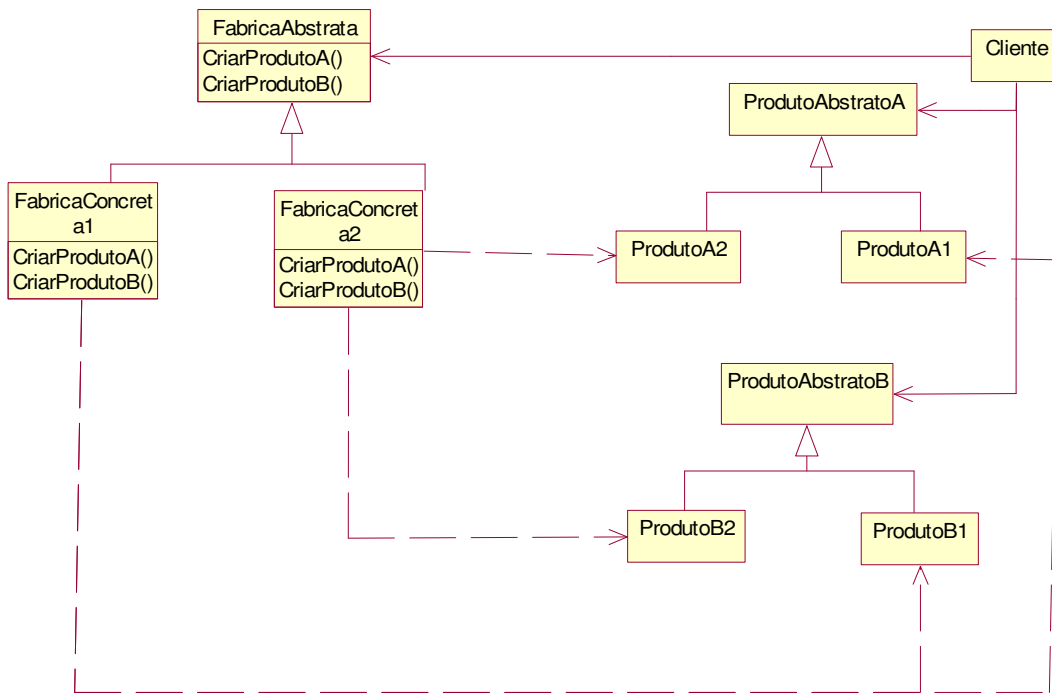 FabricaAbstrata
CriarProdutoA()
CriarProdutoB()
Cliente
ProdutoAbstratoA
FabricaConcret
a1
CriarProdutoA()
CriarProdutoB()
FabricaConcret
a2
CriarProdutoA()
CriarProdutoB()
ProdutoA2
ProdutoA1
ProdutoAbstratoB
ProdutoB2
ProdutoB1